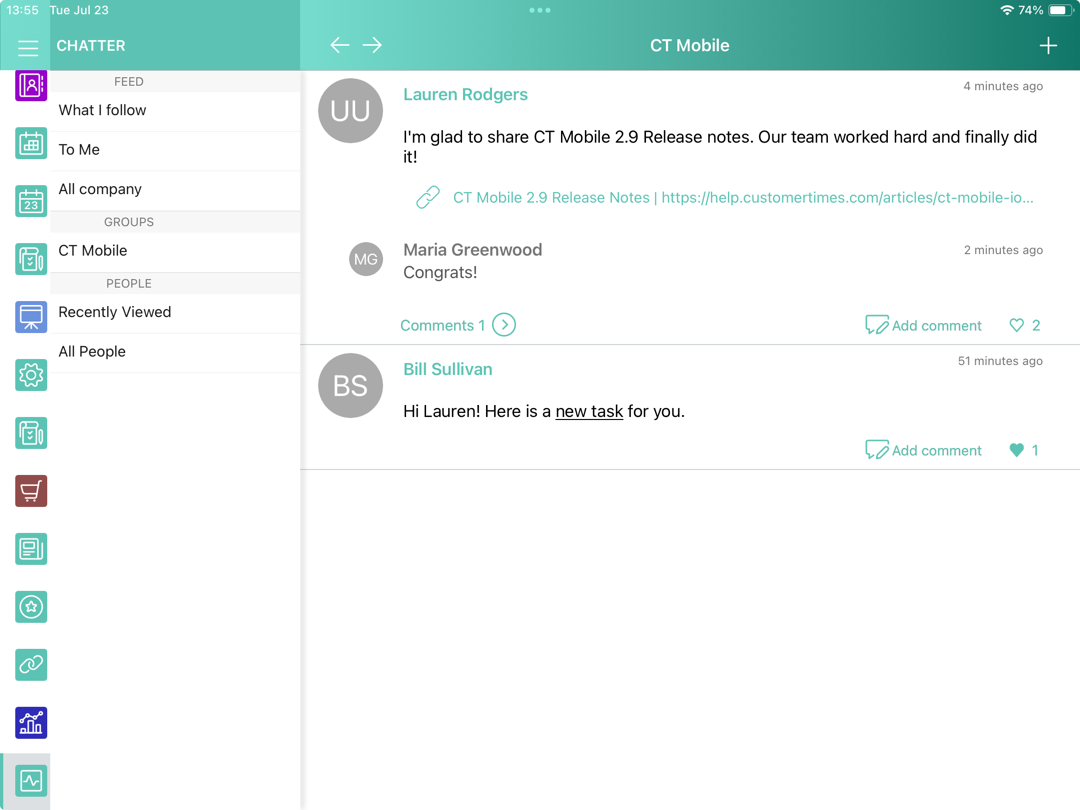 13:55 Tue Jul 23
74%
CHATTER
CT Mobile
FEED
What I follow
To Me
All company
GROUPS
CT Mobile
PEOPLE
Recently Viewed
All People
23
UU
Lauren Rodgers
4 minutes ago
I'm glad to share CT Mobile 2.9 Release notes. Our team worked hard and finally did
it!
CT Mobile 2.9 Release Notes | https://help.customertimes.com/articles/ct-mobile-io...
MG
Maria Greenwood
2 minutes ago
Congrats!
Comments 1
Add comment
2
BS
Bill Sullivan
51 minutes ago
Hi Lauren! Here is a new task for you.
Add comment
1